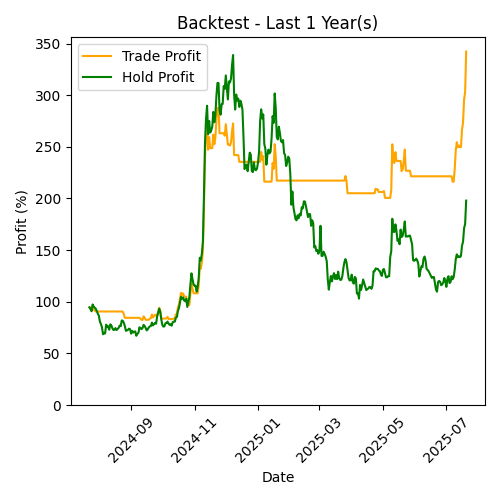 Backtest - Last 1 Year(s)
Trade Profit
Hold Profit
Profit (%)
350
300
250
200
150
100
50
0
2024-09
2024-11
2025-01
2025-03
2025-05
2025-07
Date